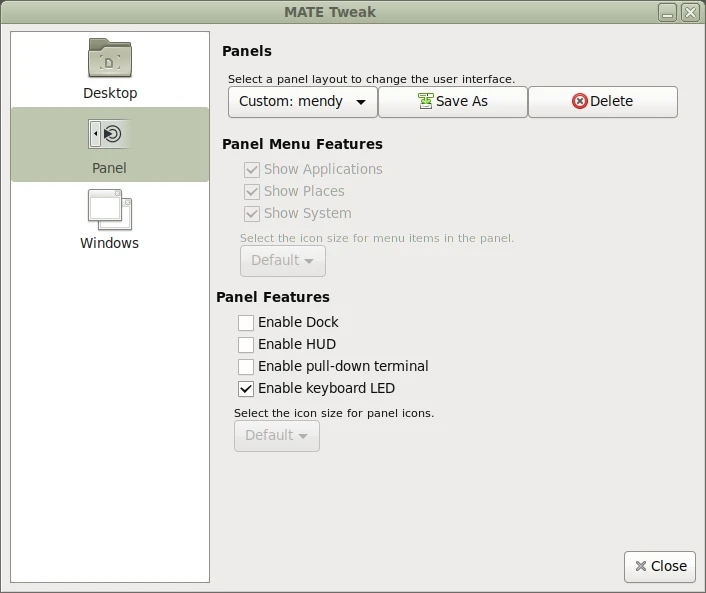 MATE Tweak
Desktop
Panel
Windows
Panels
Select a panel layout to change the user interface.
Custom: mendy
Save As
Delete
Panel Menu Features
Show Applications
Show Places
Show System
Select the icon size for menu items in the panel.
Default
Panel Features
Enable Dock
Enable HUD
Enable pull-down terminal
Enable keyboard LED
Select the icon size for panel icons.
Default
Close